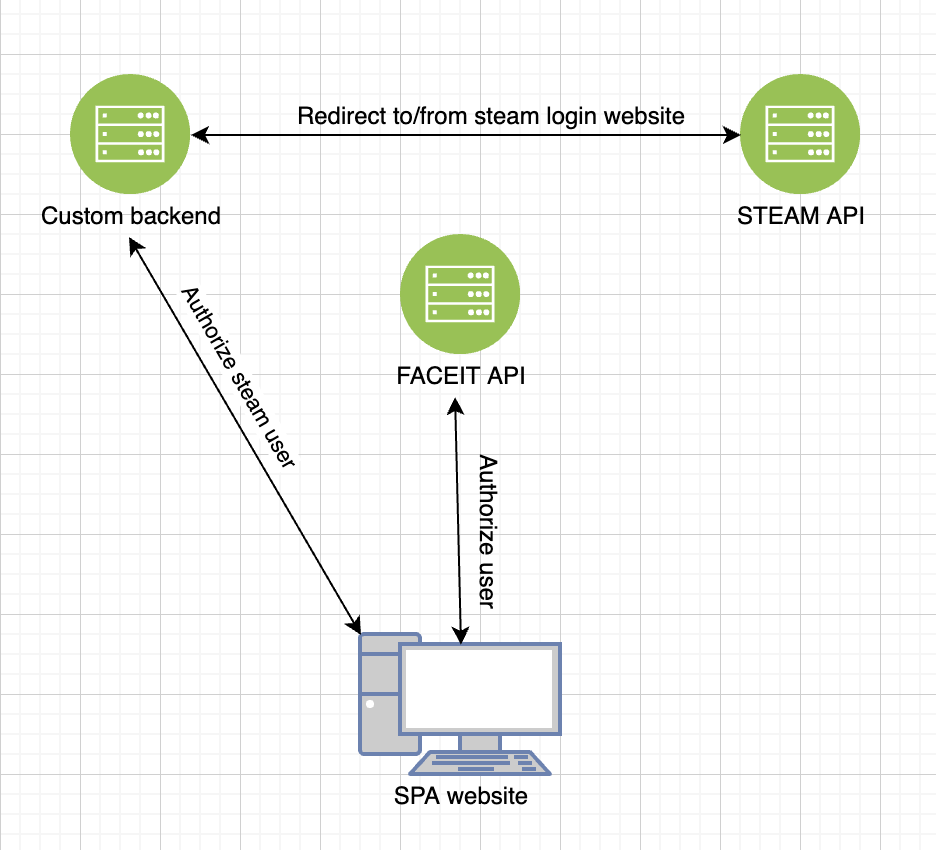 Redirect to/from steam login website
Custom backend
STEAM API
Authorize steam user
FACEIT API
Authorize user
SPA website